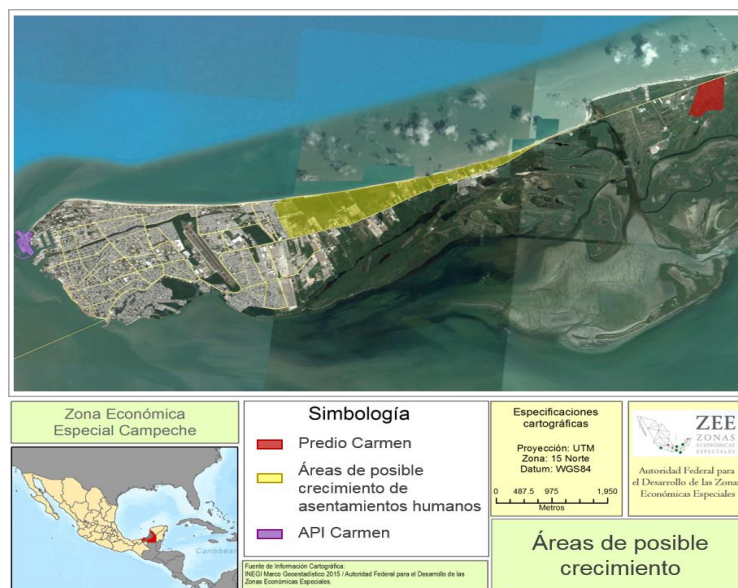 Zona Económica
Especial Campeche
Caribbean
Simbología
Predio Carmen
Áreas de posible
crecimiento de
asentamientos humanos
API Carmen
Fuente de Información Cartográfica:
INEGI Marco Geoestadístico 2015 / Autoridad Federal para el Desarrollo de las
Zonas Económicas Especiales.
Especificaciones
cartográficas
Proyección: UTM
Zona: 15 Norte
Datum: WGS84
0 487.5 975 1,950
Metros
ZEE
ZONAS
ECONÓMICAS
ESPECIALES
Autoridad Federal para
el Desarrollo de las Zonas
Económicas Especiales
Áreas de posible
crecimiento